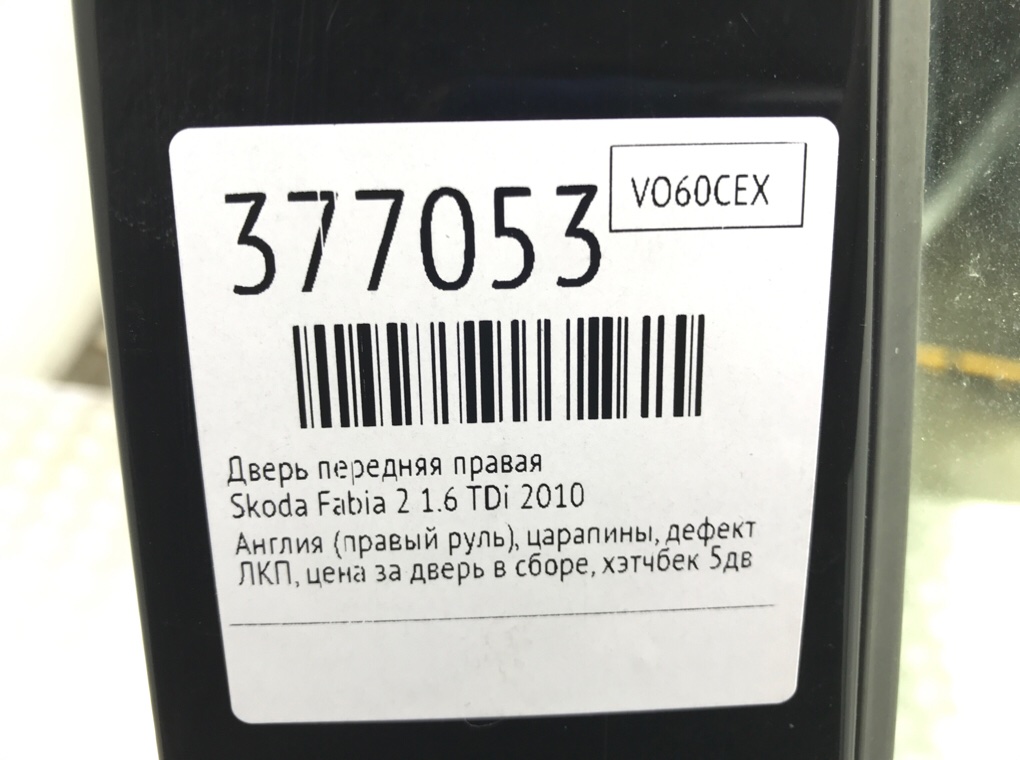 377053
VO60CEX
Дверь передняя правая
Skoda Fabia 2 1.6 TDi 2010
Англия (правый руль), царапины, дефект
ЛКП, цена за дверь в сборе, хэтчбек 5дв